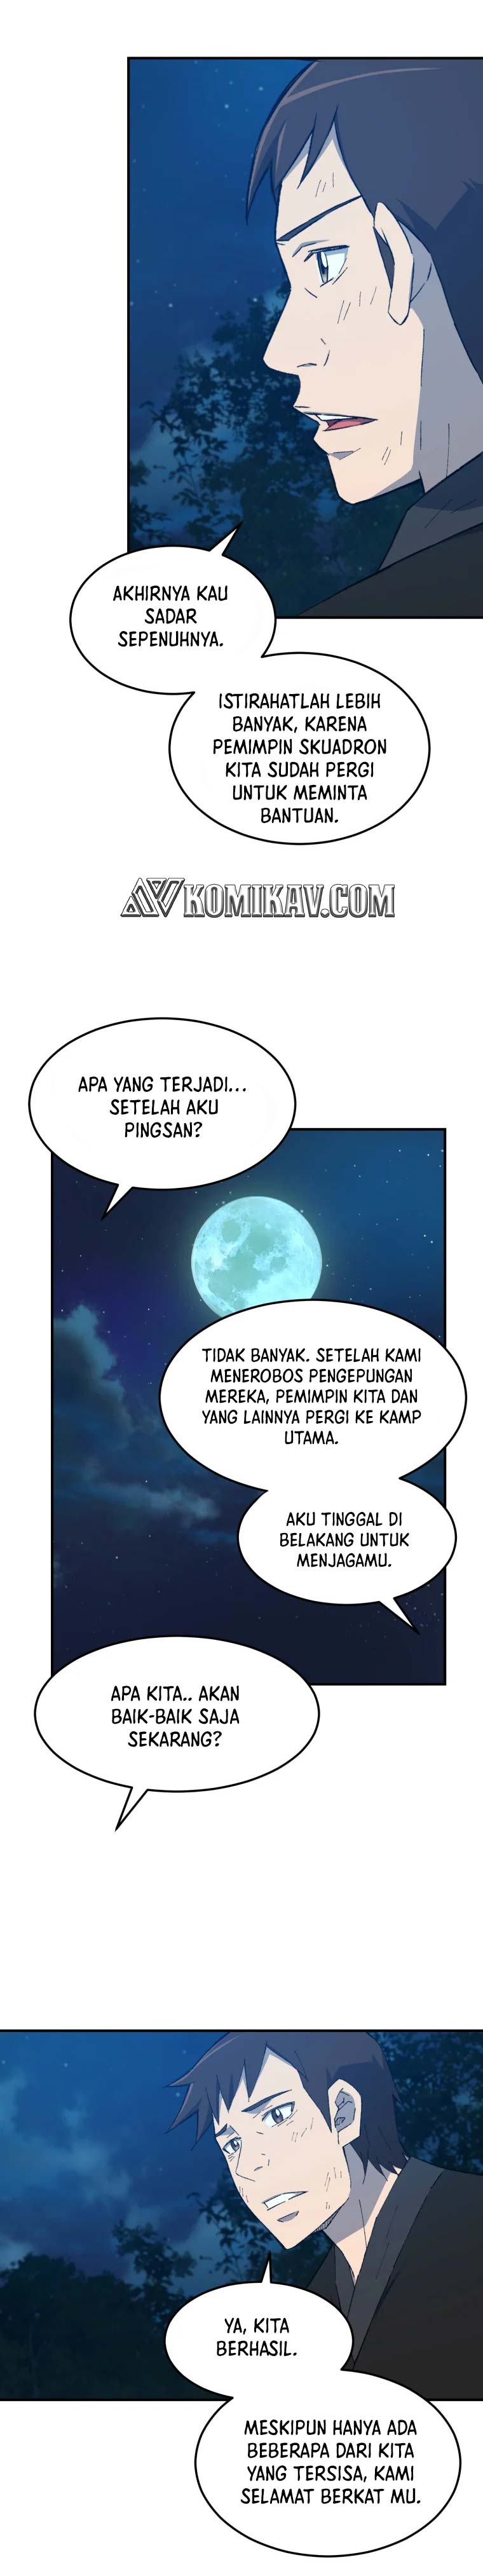 AKHIRNYA KAU
SADAR
SEPENUHNYA.
ISTIRAHATLAH LEBIH
BANYAK, KARENA
PEMIMPIN SKUADRON
KITA SUDAH PERGI
UNTUK MEMINTA
BANTUAN.
KOMIKAV.COM
APA YANG TERJADI...
SETELAH AKU
PINGSAN?
TIDAK BANYAK. SETELAH KAMI
MENEROBOS PENGEPUNGAN
MEREKA, PEMIMPIN KITA DAN
YANG LAINNYA PERGI KE KAMP
UTAMA.
AKU TINGGAL DI
BELAKANG UNTUK
MENJAGAMU.
APA KITA.. AKAN
BAIK-BAIK SAJA
SEKARANG?
YA, KITA
BERHASIL.
MESKIPUN HANYA ADA
BEBERAPA DARI KITA
YANG TERSISA, KAMI
SELAMAT BERKAT MU.